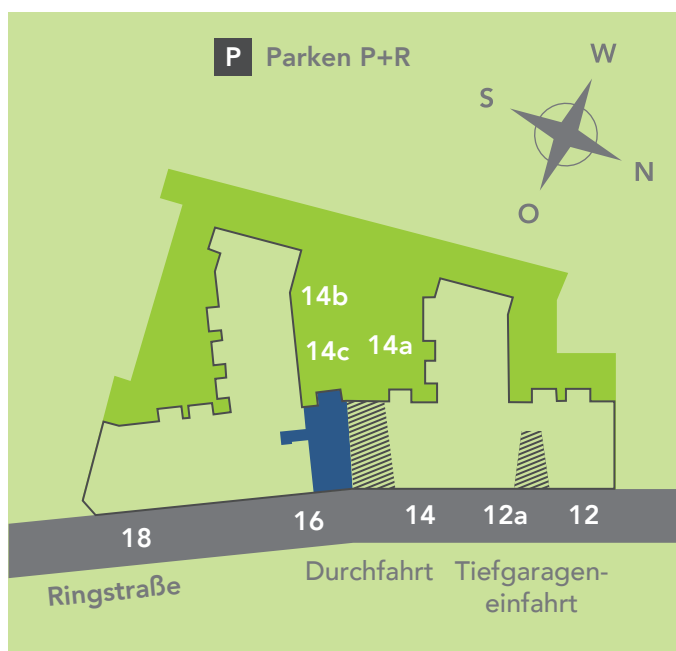 P Parken P+R
W
S
N
O
14b
14c 14a
18 16 14 12a 12
Ringstraße
Durchfahrt Tiefgaragen-
einfahrt